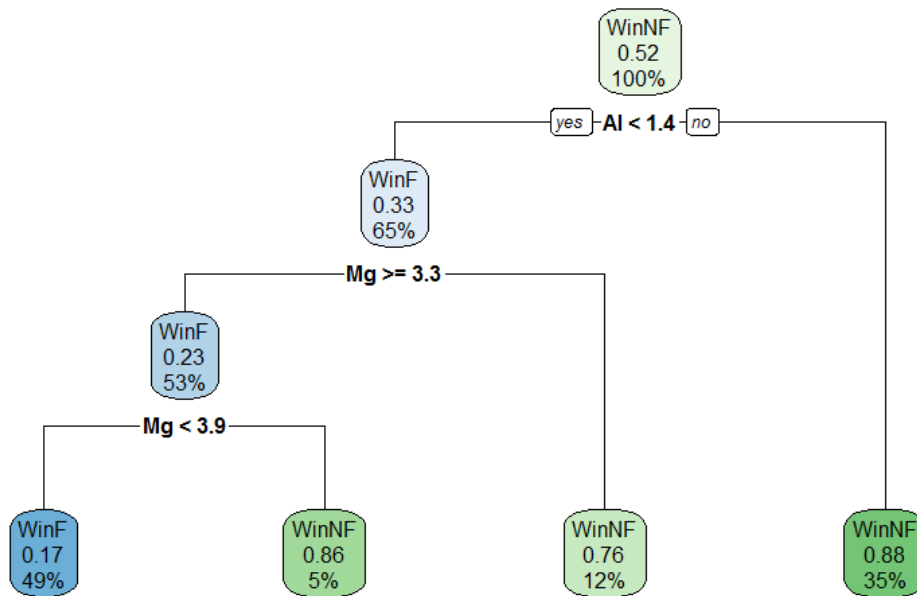 WinNF
0.52
100%
yes Al < 1.4 no
WinF
0.33
65%
Mg >= 3.3
WinF
0.23
53%
Mg < 3.9
WinF
0.17
49%
WinNF
0.86
5%
WinNF
0.76
12%
WinNF
0.88
35%